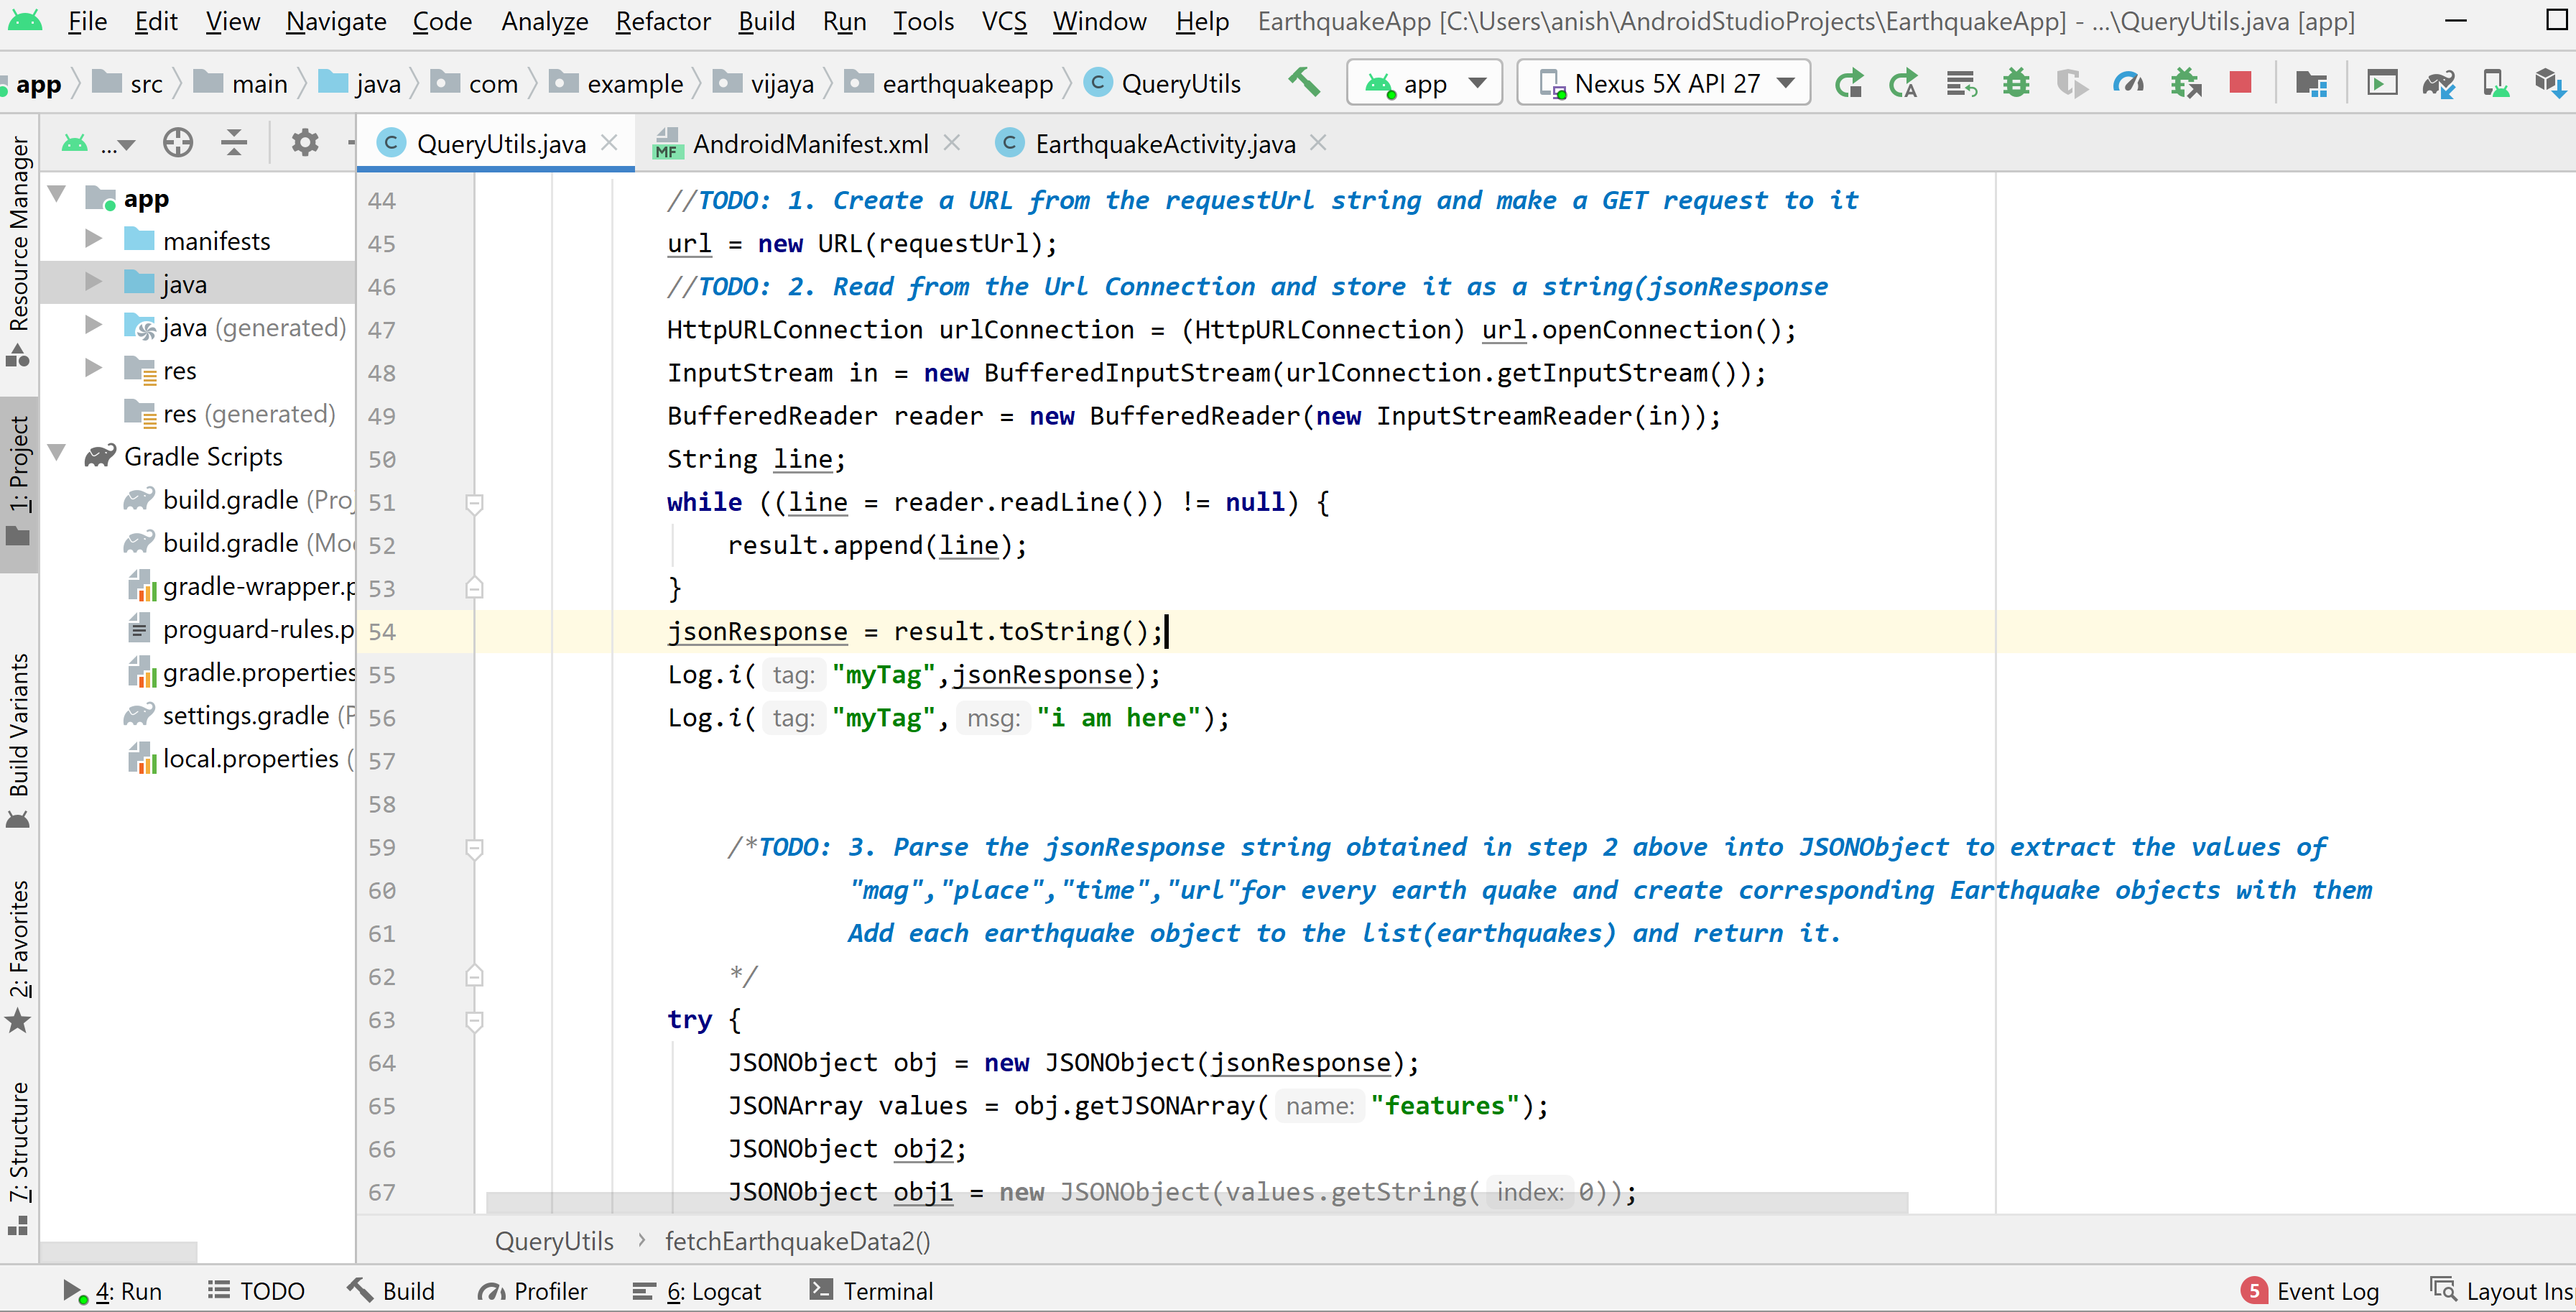 File Edit View Navigate Code Analyze Refactor Build Run Tools VCS Window Help EarthquakeApp [C:\Users\anish\AndroidStudioProjects\EarthquakeApp] - ...\QueryUtils.java [app]
app src main java com example vijaya earthquakeapp C QueryUtils app Nexus 5X API 27
... C QueryUtils.java MF AndroidManifest.xml C EarthquakeActivity.java
Resource Manager
1: Project
Build Variants
2: Favorites
7: Structure
app
manifests
java
java (generated)
res
res (generated)
Gradle Scripts
build.gradle (Proj
build.gradle (Mod
gradle-wrapper.p
proguard-rules.p
gradle.properties
settings.gradle (P
local.properties (
44 //TODO: 1. Create a URL from the requestUrl string and make a GET request to it
45 url = new URL(requestUrl);
46 //TODO: 2. Read from the Url Connection and store it as a string(jsonResponse
47 HttpURLConnection urlConnection = (HttpURLConnection) url.openConnection();
48 InputStream in = new BufferedInputStream(urlConnection.getInputStream());
49 BufferedReader reader = new BufferedReader(new InputStreamReader(in));
50 String line;
51 while ((line = reader.readLine()) != null) {
52 result.append(line);
53 }
54 jsonResponse = result.toString();
55 Log.i( tag: "myTag",jsonResponse);
56 Log.i( tag: "myTag", msg: "i am here");
57
58
59 /*TODO: 3. Parse the jsonResponse string obtained in step 2 above into JSONObject to extract the values of
60 "mag","place","time","url"for every earth quake and create corresponding Earthquake objects with them
61 Add each earthquake object to the list(earthquakes) and return it.
62 */
63 try {
64 JSONObject obj = new JSONObject(jsonResponse);
65 JSONArray values = obj.getJSONArray( name: "features");
66 JSONObject obj2;
67 JSONObject obj1 = new JSONObject(values.getString( index: 0));
QueryUtils › fetchEarthquakeData2()
4: Run TODO Build Profiler 6: Logcat Terminal 5 Event Log Layout Ins